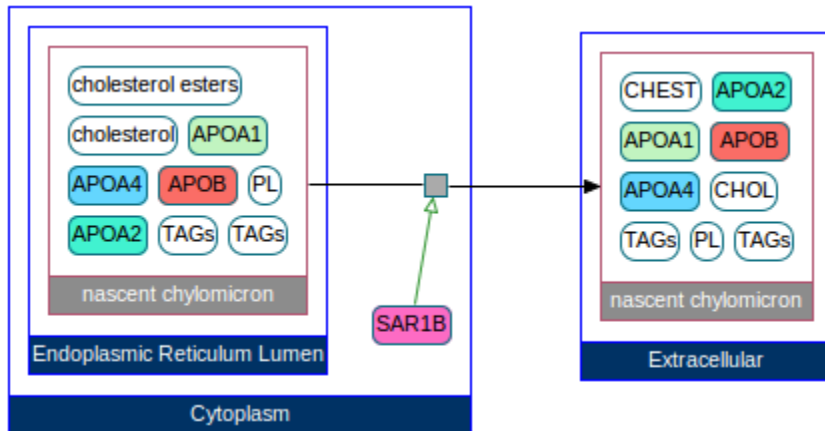 cholesterol esters
cholesterol APOA1
APOA4 APOB PL
APOA2 TAGs TAGs
nascent chylomicron
Endoplasmic Reticulum Lumen
Cytoplasm
SAR1B
CHEST APOA2
APOA1 APOB
APOA4 CHOL
TAGs PL TAGs
nascent chylomicron
Extracellular